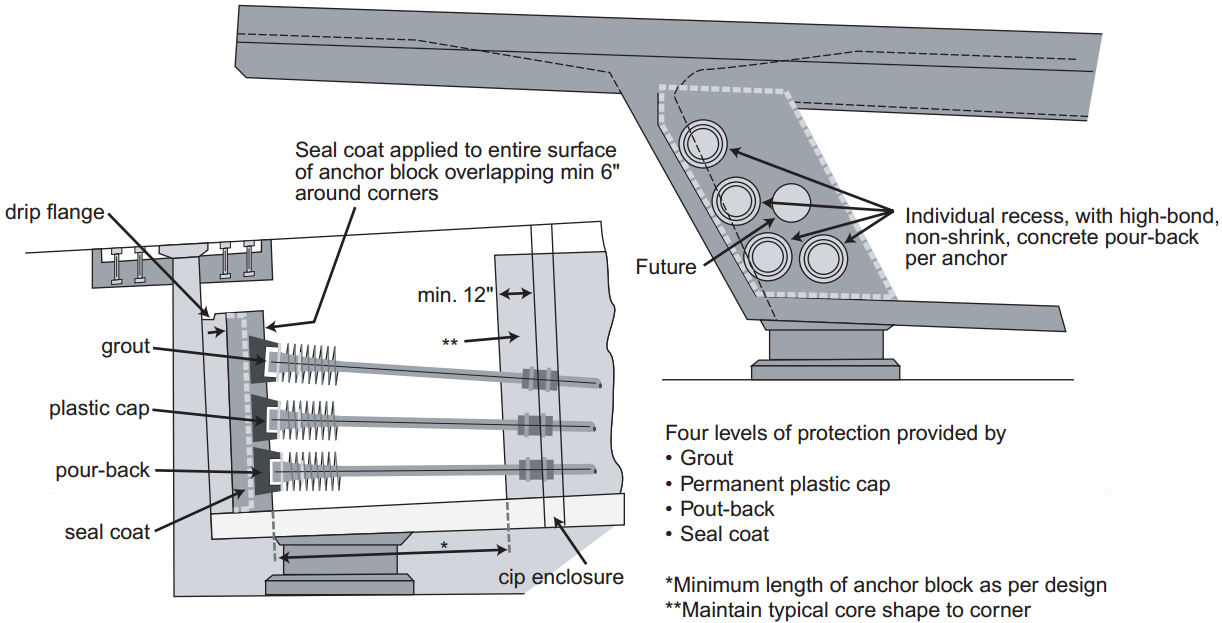 Seal coat applied to entire surface
of anchor block overlapping min 6"
around corners
drip flange
min. 12"
**
grout
plastic cap
pour-back
seal coat
*
cip enclosure
Individual recess, with high-bond,
non-shrink, concrete pour-back
per anchor
Future
Four levels of protection provided by
• Grout
• Permanent plastic cap
• Pout-back
• Seal coat
*Minimum length of anchor block as per design
**Maintain typical core shape to corner